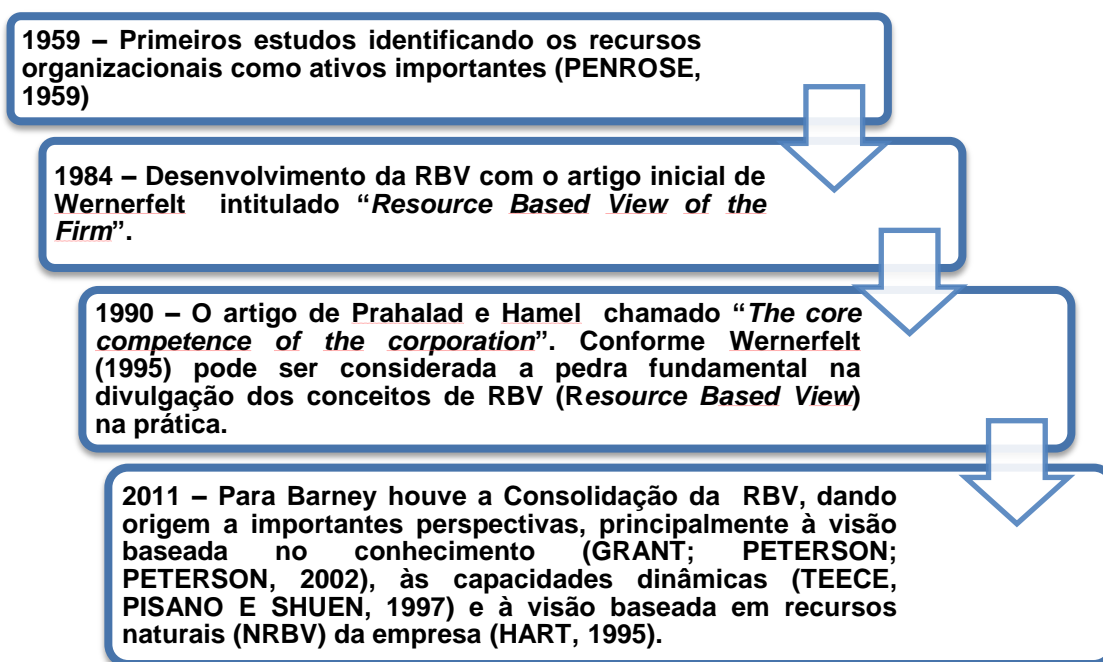 1959 – Primeiros estudos identificando os recursos
organizacionais como ativos importantes (PENROSE,
1959)
1984 – Desenvolvimento da RBV com o artigo inicial de
Wernerfelt intitulado “Resource Based View of the
Firm”.
1990 – O artigo de Prahalad e Hamel chamado “The core
competence of the corporation”. Conforme Wernerfelt
(1995) pode ser considerada a pedra fundamental na
divulgação dos conceitos de RBV (Resource Based View)
na prática.
2011 – Para Barney houve a Consolidação da RBV, dando
origem a importantes perspectivas, principalmente à visão
baseada no conhecimento (GRANT; PETERSON;
PETERSON, 2002), às capacidades dinâmicas (TEECE,
PISANO E SHUEN, 1997) e à visão baseada em recursos
naturais (NRBV) da empresa (HART, 1995).